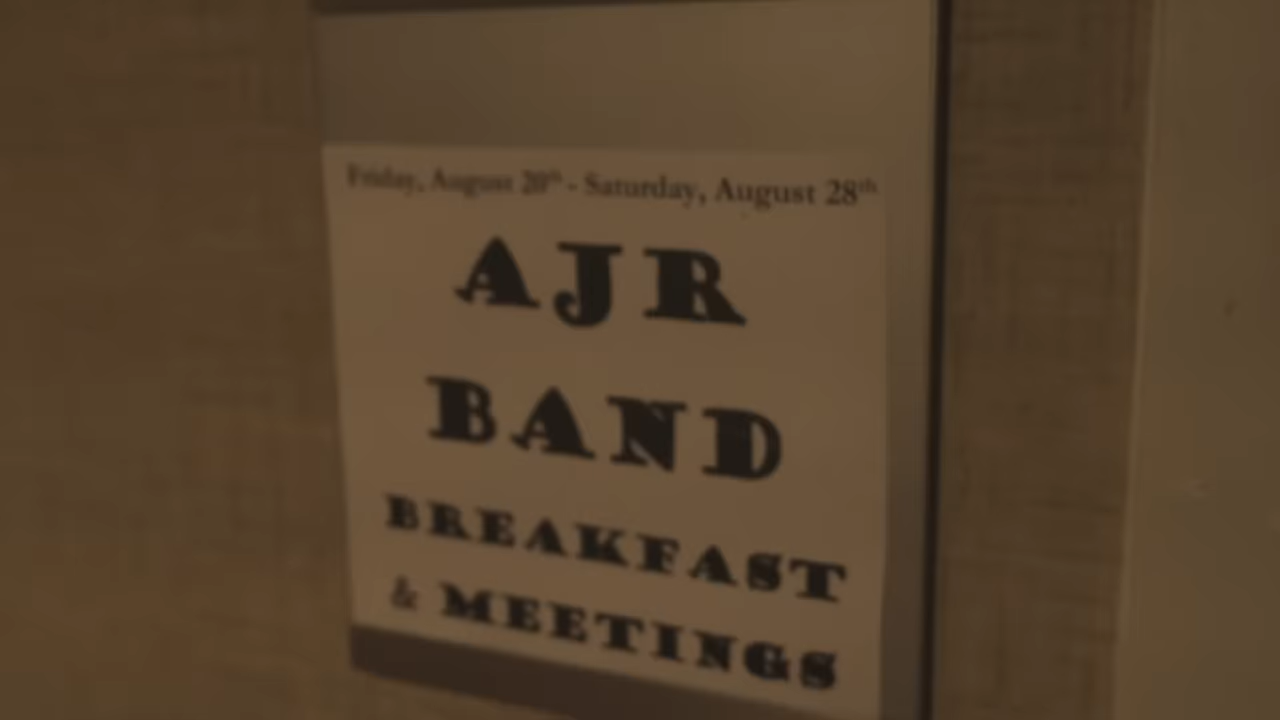 Friday, August 20th - Saturday, August 28th
AJR
BAND
BREAKFAST
& MEETINGS